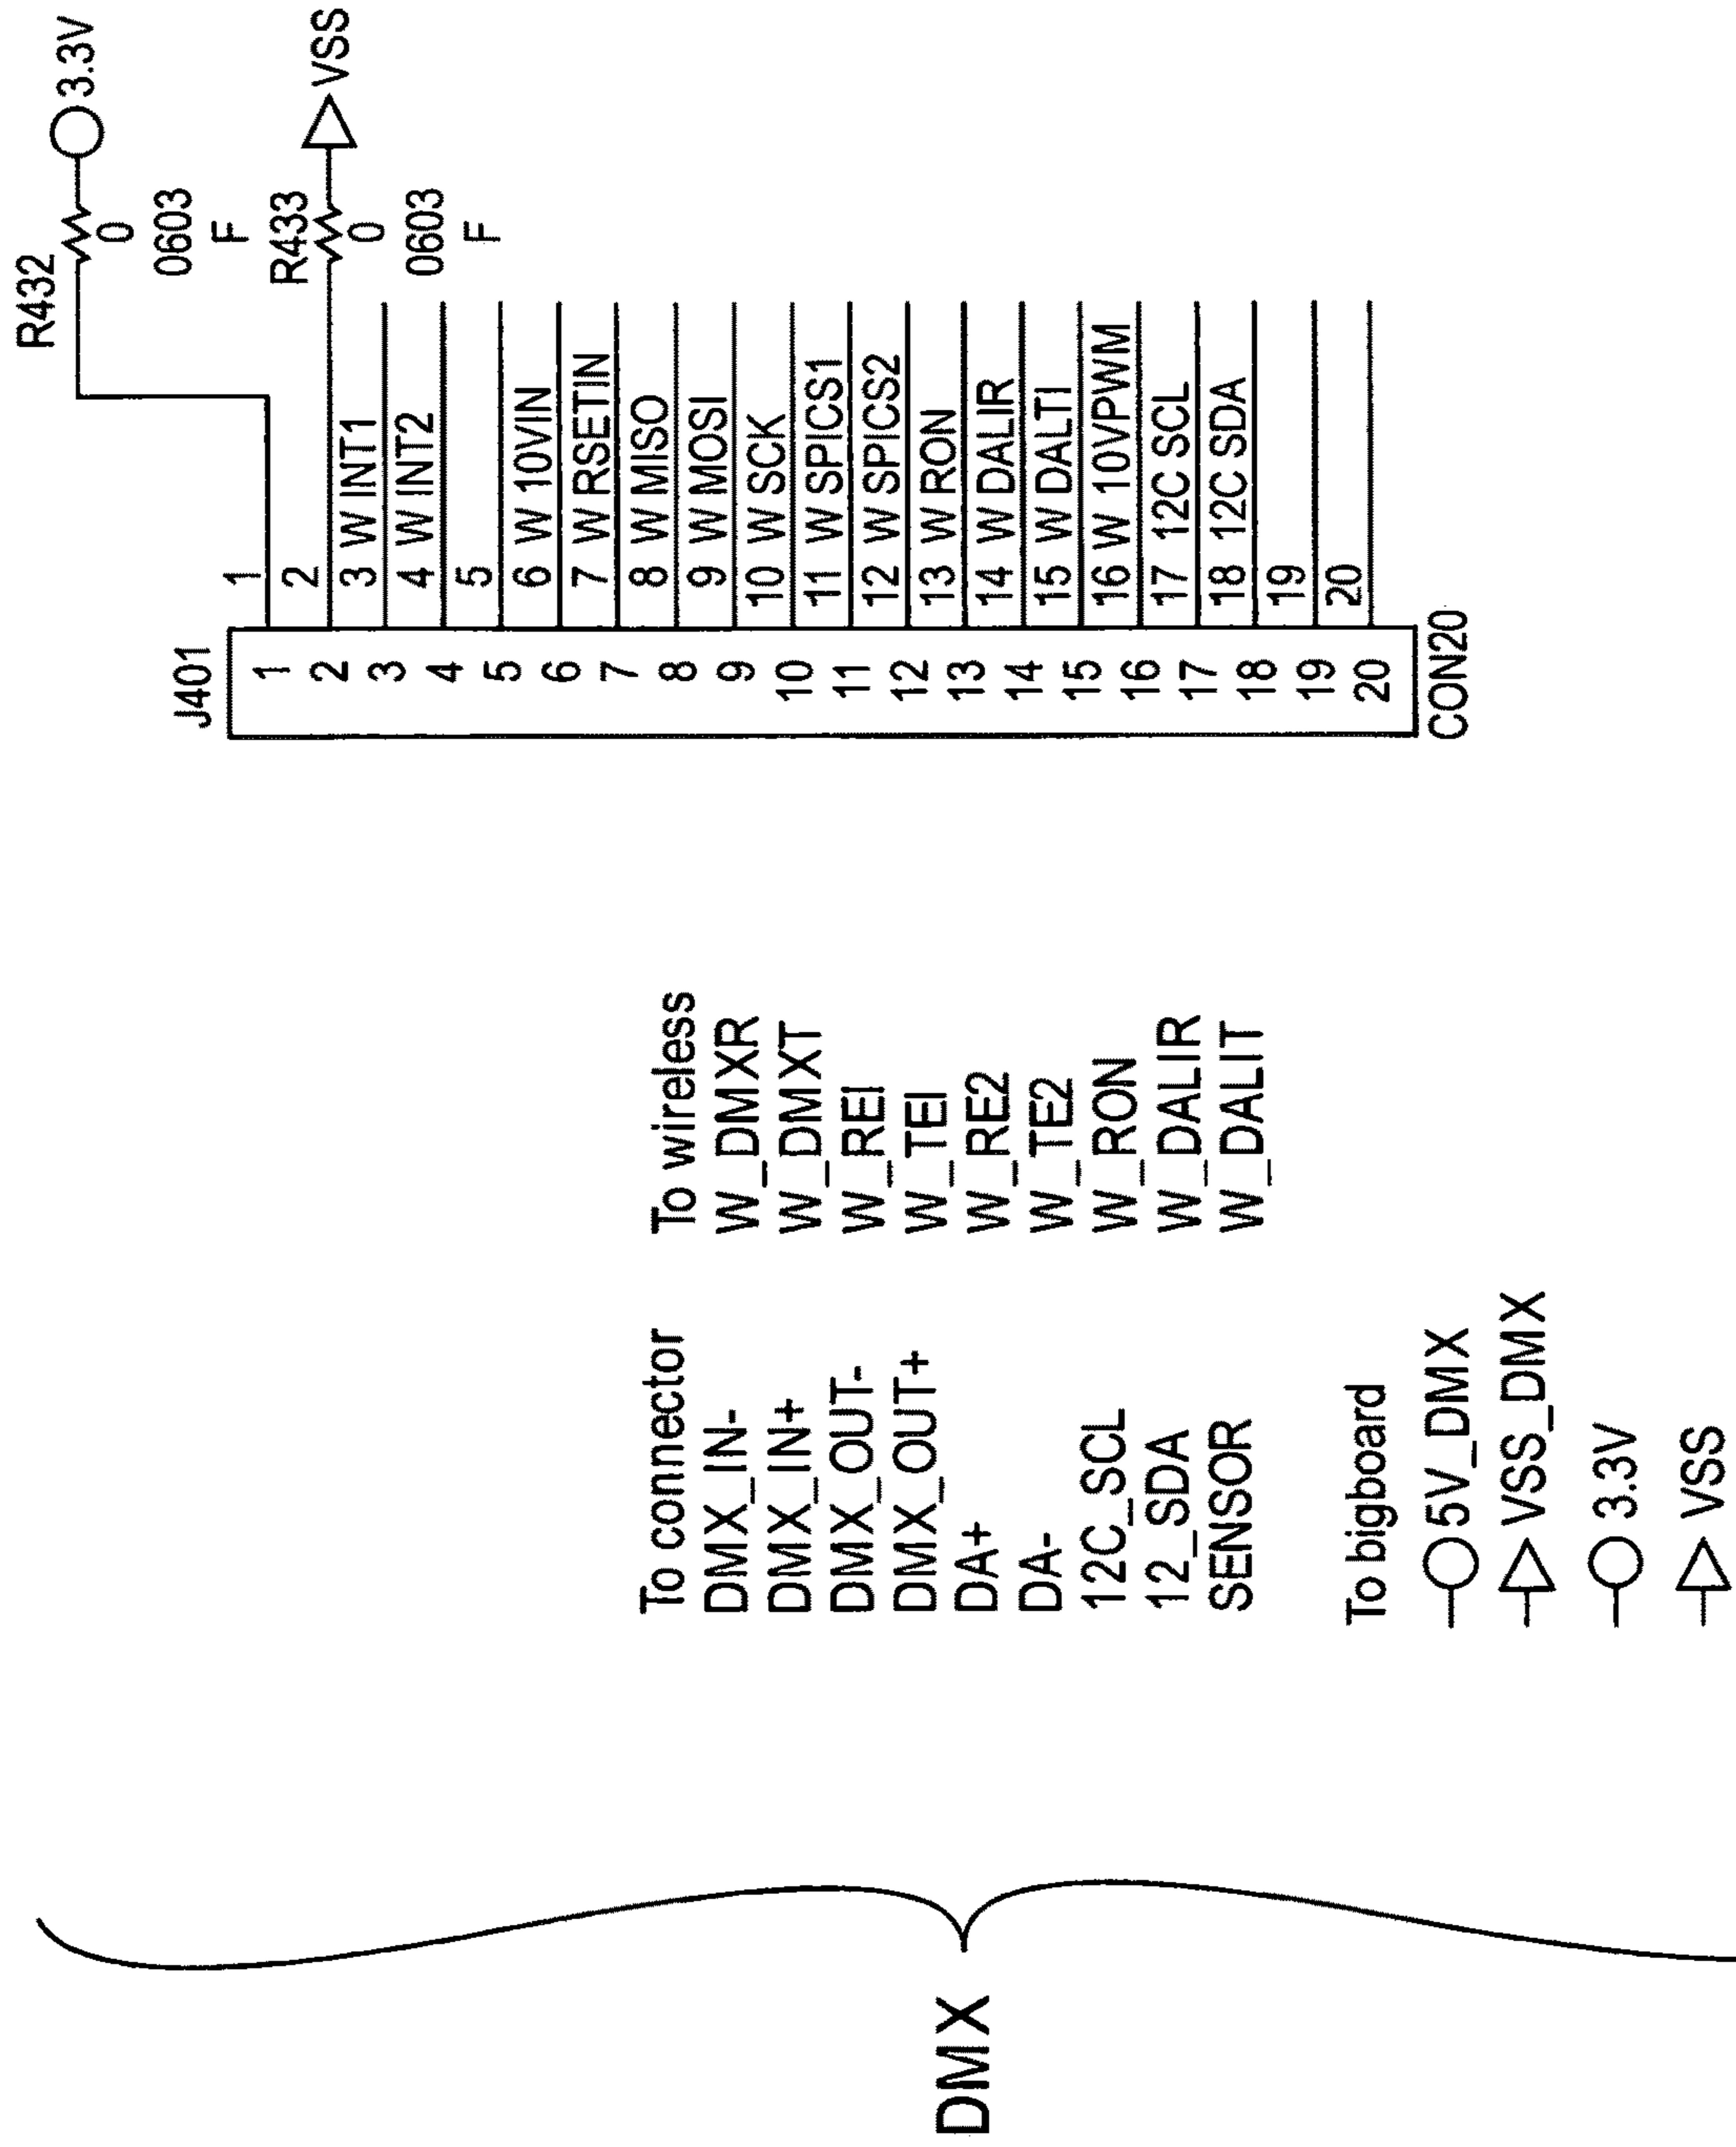 DMX
To connector
DMX_IN-
DMX_IN+
DMX_OUT-
DMX_OUT+
DA+
DA-
12C_SCL
12_SDA
SENSOR
To bigboard
5V_DMX
VSS_DMX
3.3V
VSS
To wireless
W_DMXR
W_DMXT
W_REI
W_TEI
W_RE2
W_TE2
W_RON
W_DALIR
W_DALIT
J401
1
2
3
4
5
6
7
8
9
10
11
12
13
14
15
16
17
18
19
20
CON20
1
2
3 W INT1
4 W INT2
5
6 W 10VIN
7 W RSETIN
8 W MISO
9 W MOSI
10 W SCK
11 W SPICS1
12 W SPICS2
13 W RON
14 W DALIR
15 W DALTI
16 W 10VPWM
17 12C SCL
18 12C SDA
19
20
R432
0
0603
F
3.3V
R433
0
0603
F
VSS